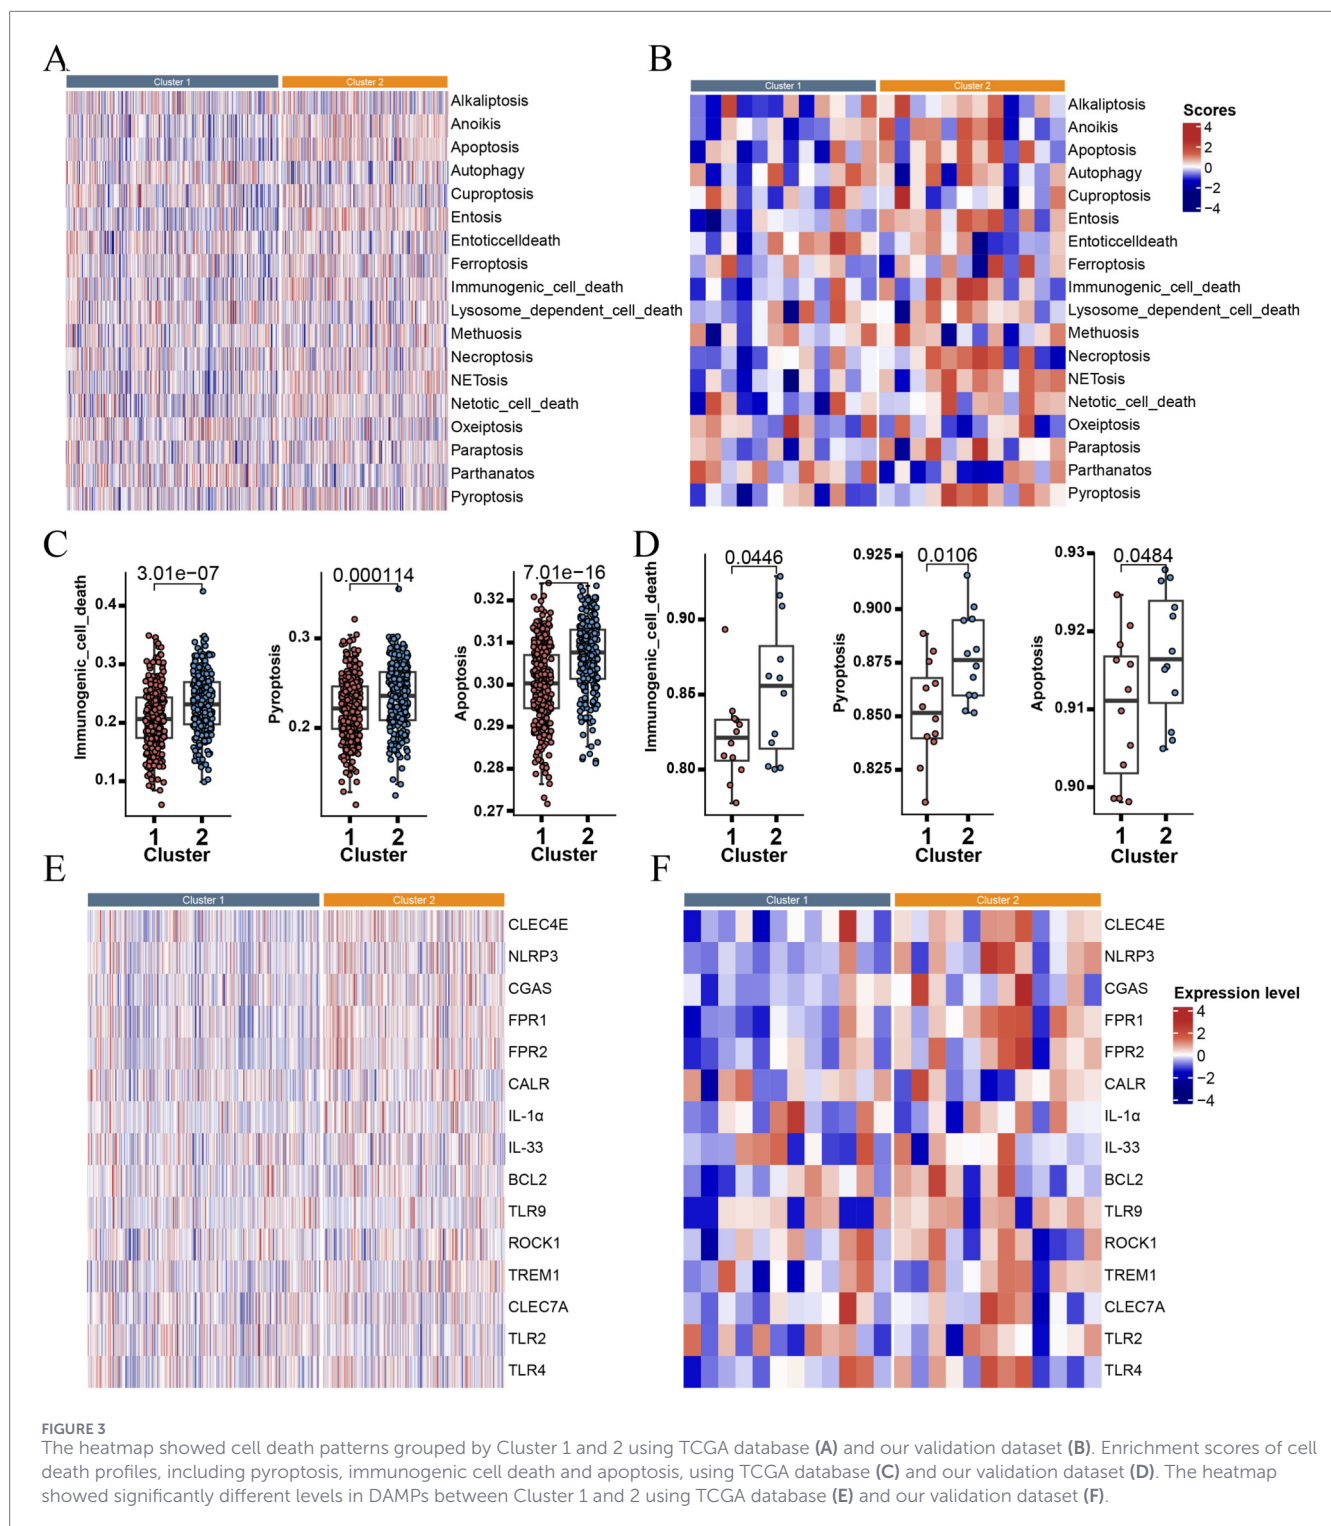 A
Cluster 1 Cluster 2
Alkaliptosis
Anoikis
Apoptosis
Autophagy
Cuproptosis
Entosis
Entoticcelldeath
Ferroptosis
Immunogenic_cell_death
Lysosome_dependent_cell_death
Methuosis
Necroptosis
NETosis
Netotic_cell_death
Oxeiptosis
Paraptosis
Parthanatos
Pyroptosis
B
Cluster 1 Cluster 2
Alkaliptosis
Anoikis
Apoptosis
Autophagy
Cuproptosis
Entosis
Entoticcelldeath
Ferroptosis
Immunogenic_cell_death
Lysosome_dependent_cell_death
Methuosis
Necroptosis
NETosis
Netotic_cell_death
Oxeiptosis
Paraptosis
Parthanatos
Pyroptosis
Scores
4
2
0
−2
−4
C
Immunogenic_cell_death
3.01e−07
0.4
0.3
0.2
0.1
1 2
Cluster
Pyroptosis
0.000114
0.3
0.2
1 2
Cluster
Apoptosis
7.01e−16
0.32
0.31
0.30
0.29
0.28
0.27
1 2
Cluster
D
Immunogenic_cell_death
0.0446
0.90
0.85
0.80
1 2
Cluster
Pyroptosis
0.0106
0.925
0.900
0.875
0.850
0.825
1 2
Cluster
Apoptosis
0.0484
0.93
0.92
0.91
0.90
1 2
Cluster
E
Cluster 1 Cluster 2
CLEC4E
NLRP3
CGAS
FPR1
FPR2
CALR
IL-1α
IL-33
BCL2
TLR9
ROCK1
TREM1
CLEC7A
TLR2
TLR4
F
Cluster 1 Cluster 2
CLEC4E
NLRP3
CGAS
FPR1
FPR2
CALR
IL-1α
IL-33
BCL2
TLR9
ROCK1
TREM1
CLEC7A
TLR2
TLR4
Expression level
4
2
0
−2
−4
FIGURE 3
The heatmap showed cell death patterns grouped by Cluster 1 and 2 using TCGA database (A) and our validation dataset (B). Enrichment scores of cell
death profiles, including pyroptosis, immunogenic cell death and apoptosis, using TCGA database (C) and our validation dataset (D). The heatmap
showed significantly different levels in DAMPs between Cluster 1 and 2 using TCGA database (E) and our validation dataset (F).